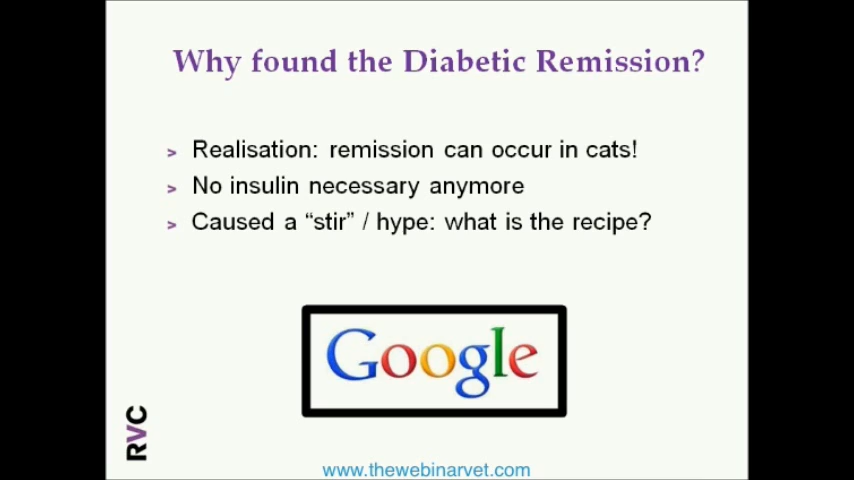 Why found the Diabetic Remission?
> Realisation: remission can occur in cats!
> No insulin necessary anymore
> Caused a “stir” / hype: what is the recipe?
Google
RVC
www.thewebinarvet.com